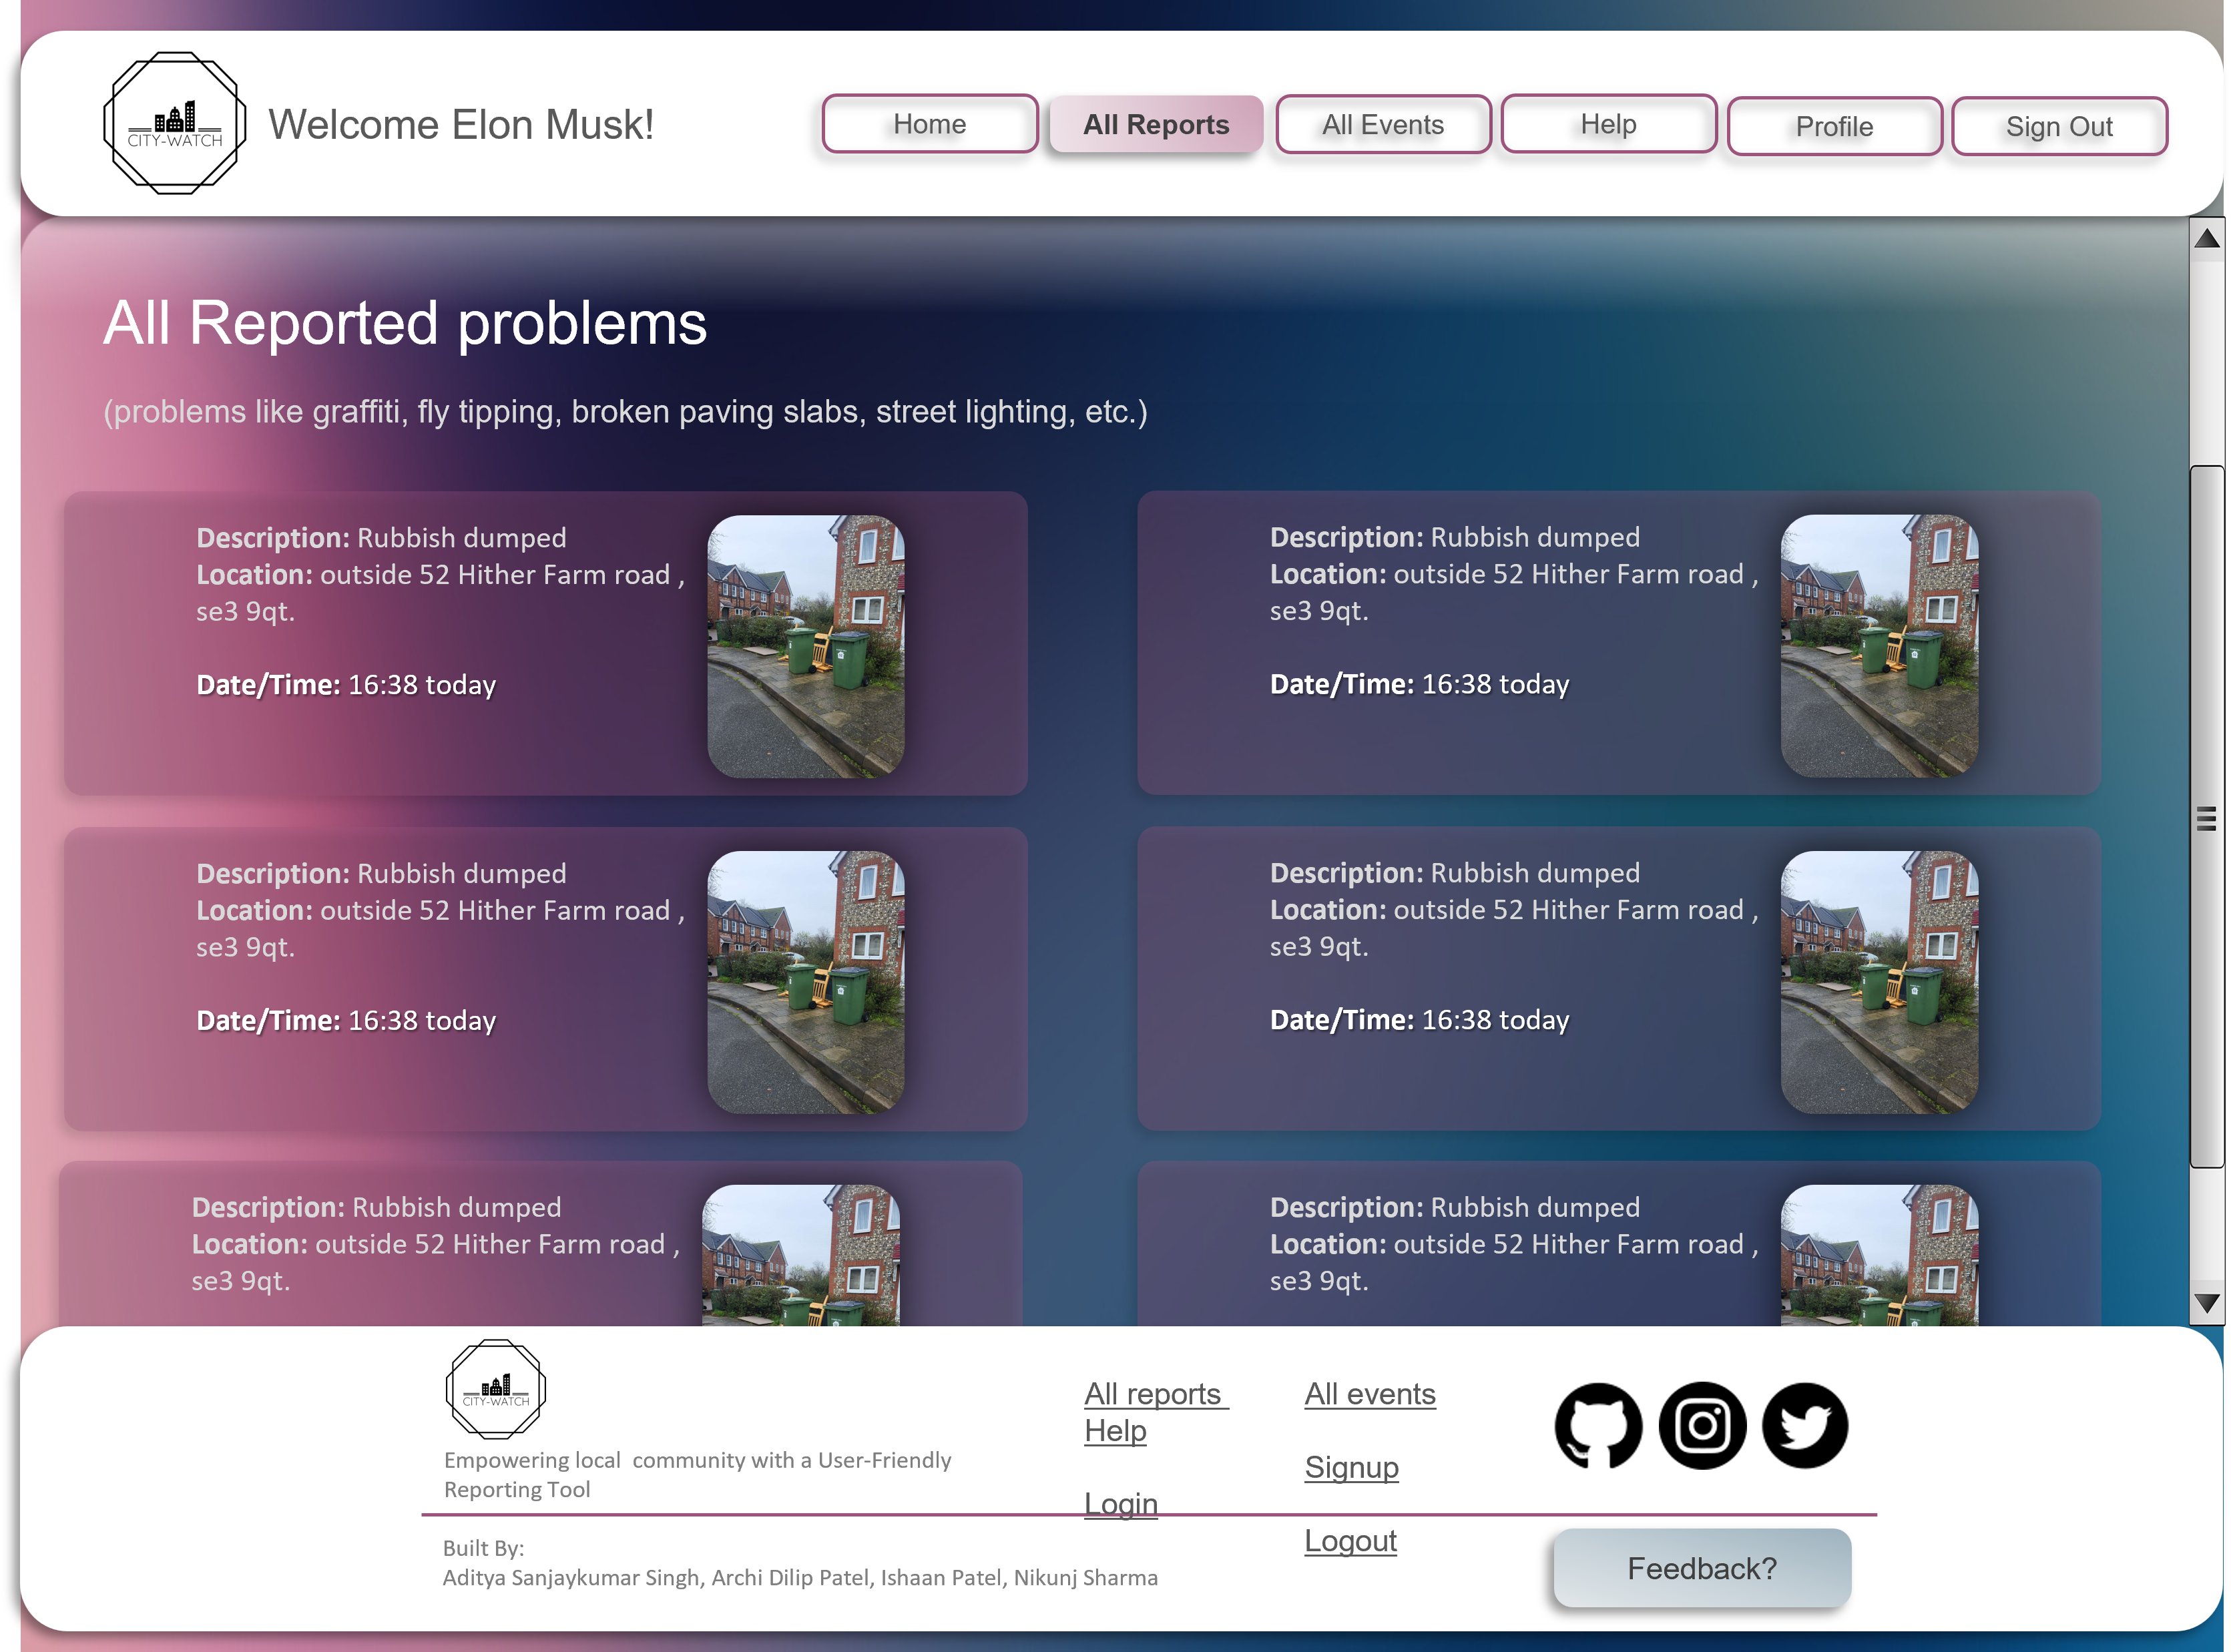 CITY-WATCH
Welcome Elon Musk!
Home
All Reports
All Events
Help
Profile
Sign Out
All Reported problems
(problems like graffiti, fly tipping, broken paving slabs, street lighting, etc.)
Description: Rubbish dumped
Location: outside 52 Hither Farm road ,
se3 9qt.
Date/Time: 16:38 today
Description: Rubbish dumped
Location: outside 52 Hither Farm road ,
se3 9qt.
Date/Time: 16:38 today
Description: Rubbish dumped
Location: outside 52 Hither Farm road ,
se3 9qt.
Date/Time: 16:38 today
Description: Rubbish dumped
Location: outside 52 Hither Farm road ,
se3 9qt.
Date/Time: 16:38 today
Description: Rubbish dumped
Location: outside 52 Hither Farm road ,
se3 9qt.
Description: Rubbish dumped
Location: outside 52 Hither Farm road ,
se3 9qt.
CITY-WATCH
Empowering local  community with a User-Friendly
Reporting Tool
All reports
Help
Login
All events
Signup
Logout
Built By:
Aditya Sanjaykumar Singh, Archi Dilip Patel, Ishaan Patel, Nikunj Sharma
Feedback?